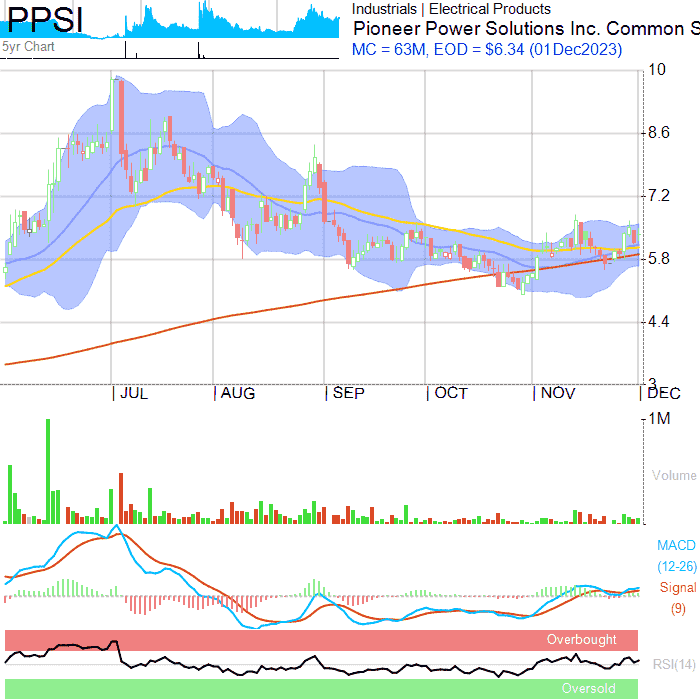 PPSI
5yr Chart
Industrials | Electrical Products
Pioneer Power Solutions Inc. Common S
MC = 63M, EOD = $6.34 (01Dec2023)
10
8.6
7.2
5.8
4.4
3
JUL
AUG
SEP
OCT
NOV
DEC
1M
Volume
MACD
(12-26)
Signal
(9)
Overbought
RSI(14)
Oversold